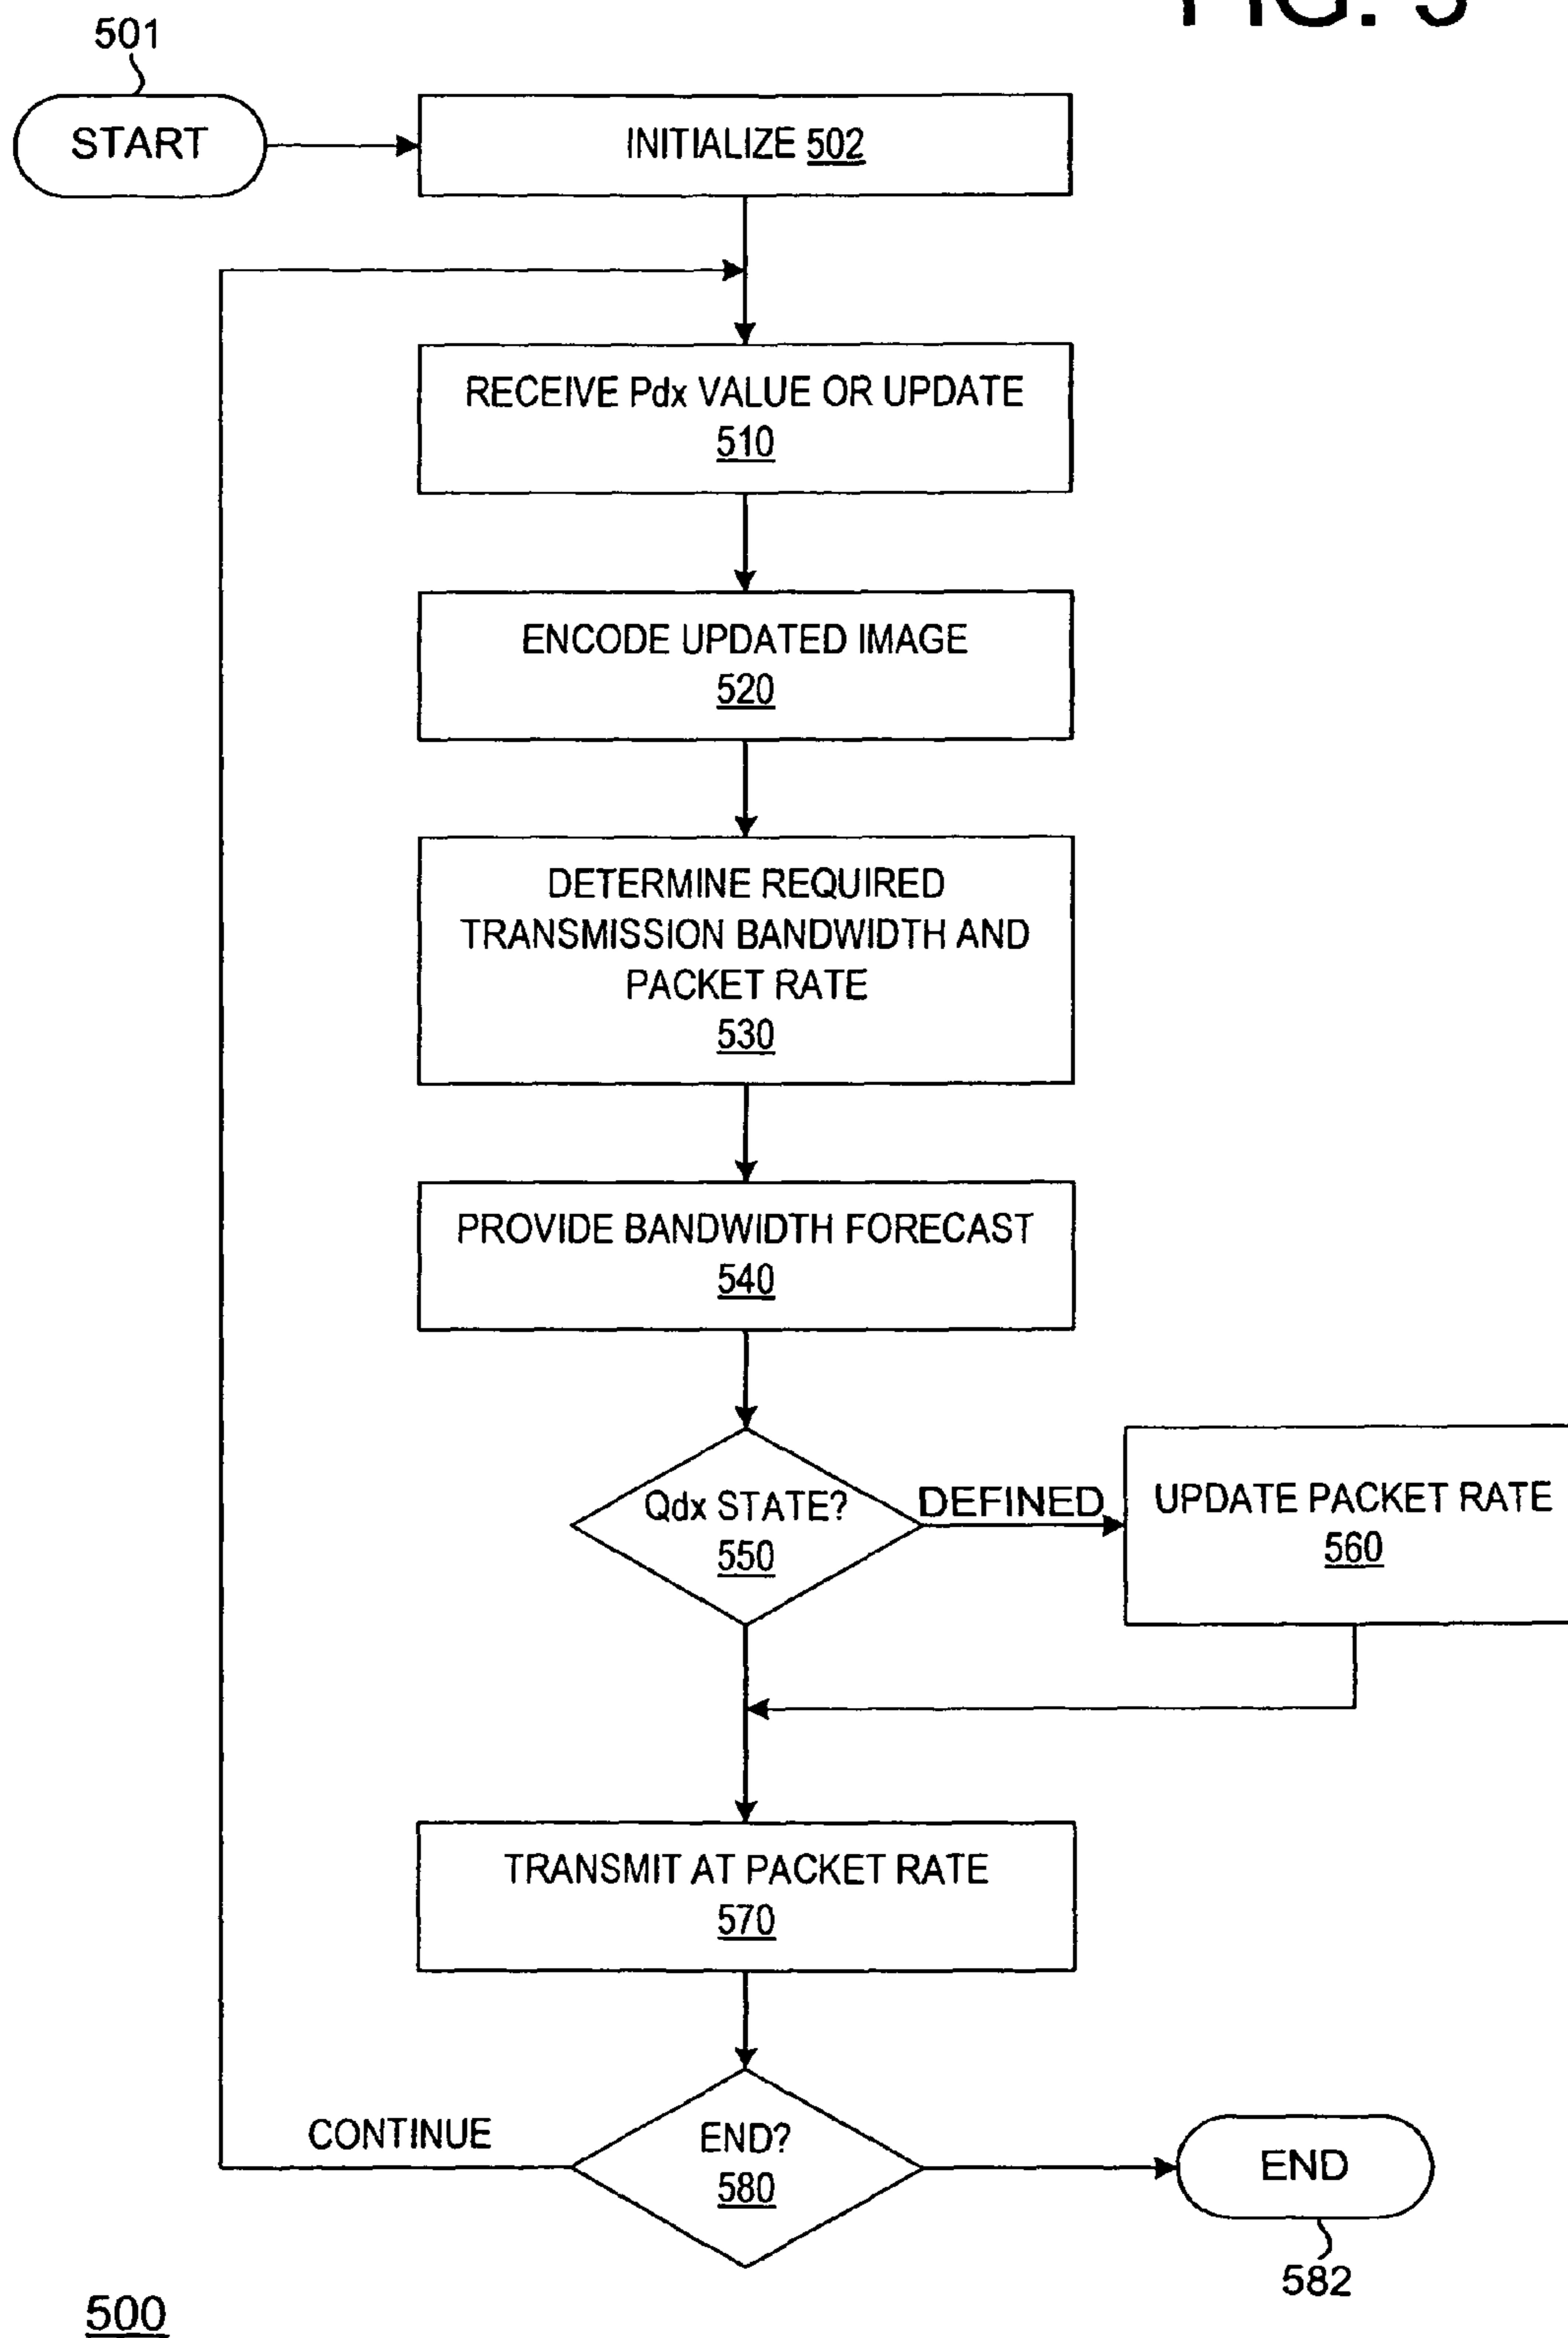 FIG. 5
501
START
INITIALIZE 502
RECEIVE Pdx VALUE OR UPDATE
510
ENCODE UPDATED IMAGE
520
DETERMINE REQUIRED
TRANSMISSION BANDWIDTH AND
PACKET RATE
530
PROVIDE BANDWIDTH FORECAST
540
Qdx STATE?
550
DEFINED
UPDATE PACKET RATE
560
TRANSMIT AT PACKET RATE
570
CONTINUE
END?
580
END
582
500